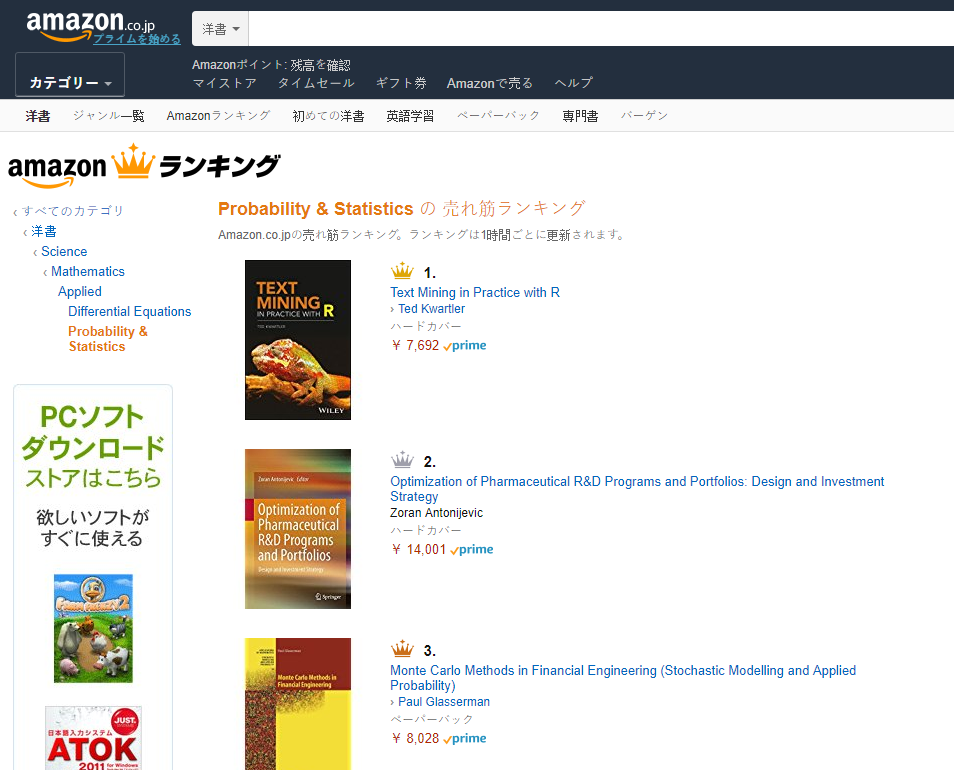 amazon.co.jp
プライムを始める
洋書
カテゴリー
Amazonポイント: 残高を確認
マイストア タイムセール ギフト券 Amazonで売る ヘルプ
洋書 ジャンル一覧 Amazonランキング 初めての洋書 英語学習 ペーパーバック 専門書 バーゲン
amazon ランキング
‹ すべてのカテゴリ
‹ 洋書
‹ Science
‹ Mathematics
Applied
Differential Equations
Probability &
Statistics
PCソフト
ダウンロード
ストアはこちら
欲しいソフトが
すぐに使える
Farm Frenzy 2
JUST.
日本語入力システム
ATOK
2011 for Windows
Probability & Statistics の 売れ筋ランキング
Amazon.co.jpの売れ筋ランキング。ランキングは1時間ごとに更新されます。
TEXT
MINING
IN PRACTICE WITH R
TED KWARTLER
WILEY
1.
Text Mining in Practice with R
› Ted Kwartler
ハードカバー
￥ 7,692 prime
Zoran Antonijevic Editor
Optimization of
Pharmaceutical
R&D Programs
and Portfolios
Design and Investment Strategy
Springer
2.
Optimization of Pharmaceutical R&D Programs and Portfolios: Design and Investment
Strategy
Zoran Antonijevic
ハードカバー
￥ 14,001 prime
Paul Glasserman
Monte Carlo Methods in
Financial Engineering
3.
Monte Carlo Methods in Financial Engineering (Stochastic Modelling and Applied
Probability)
› Paul Glasserman
ペーパーバック
￥ 8,028 prime